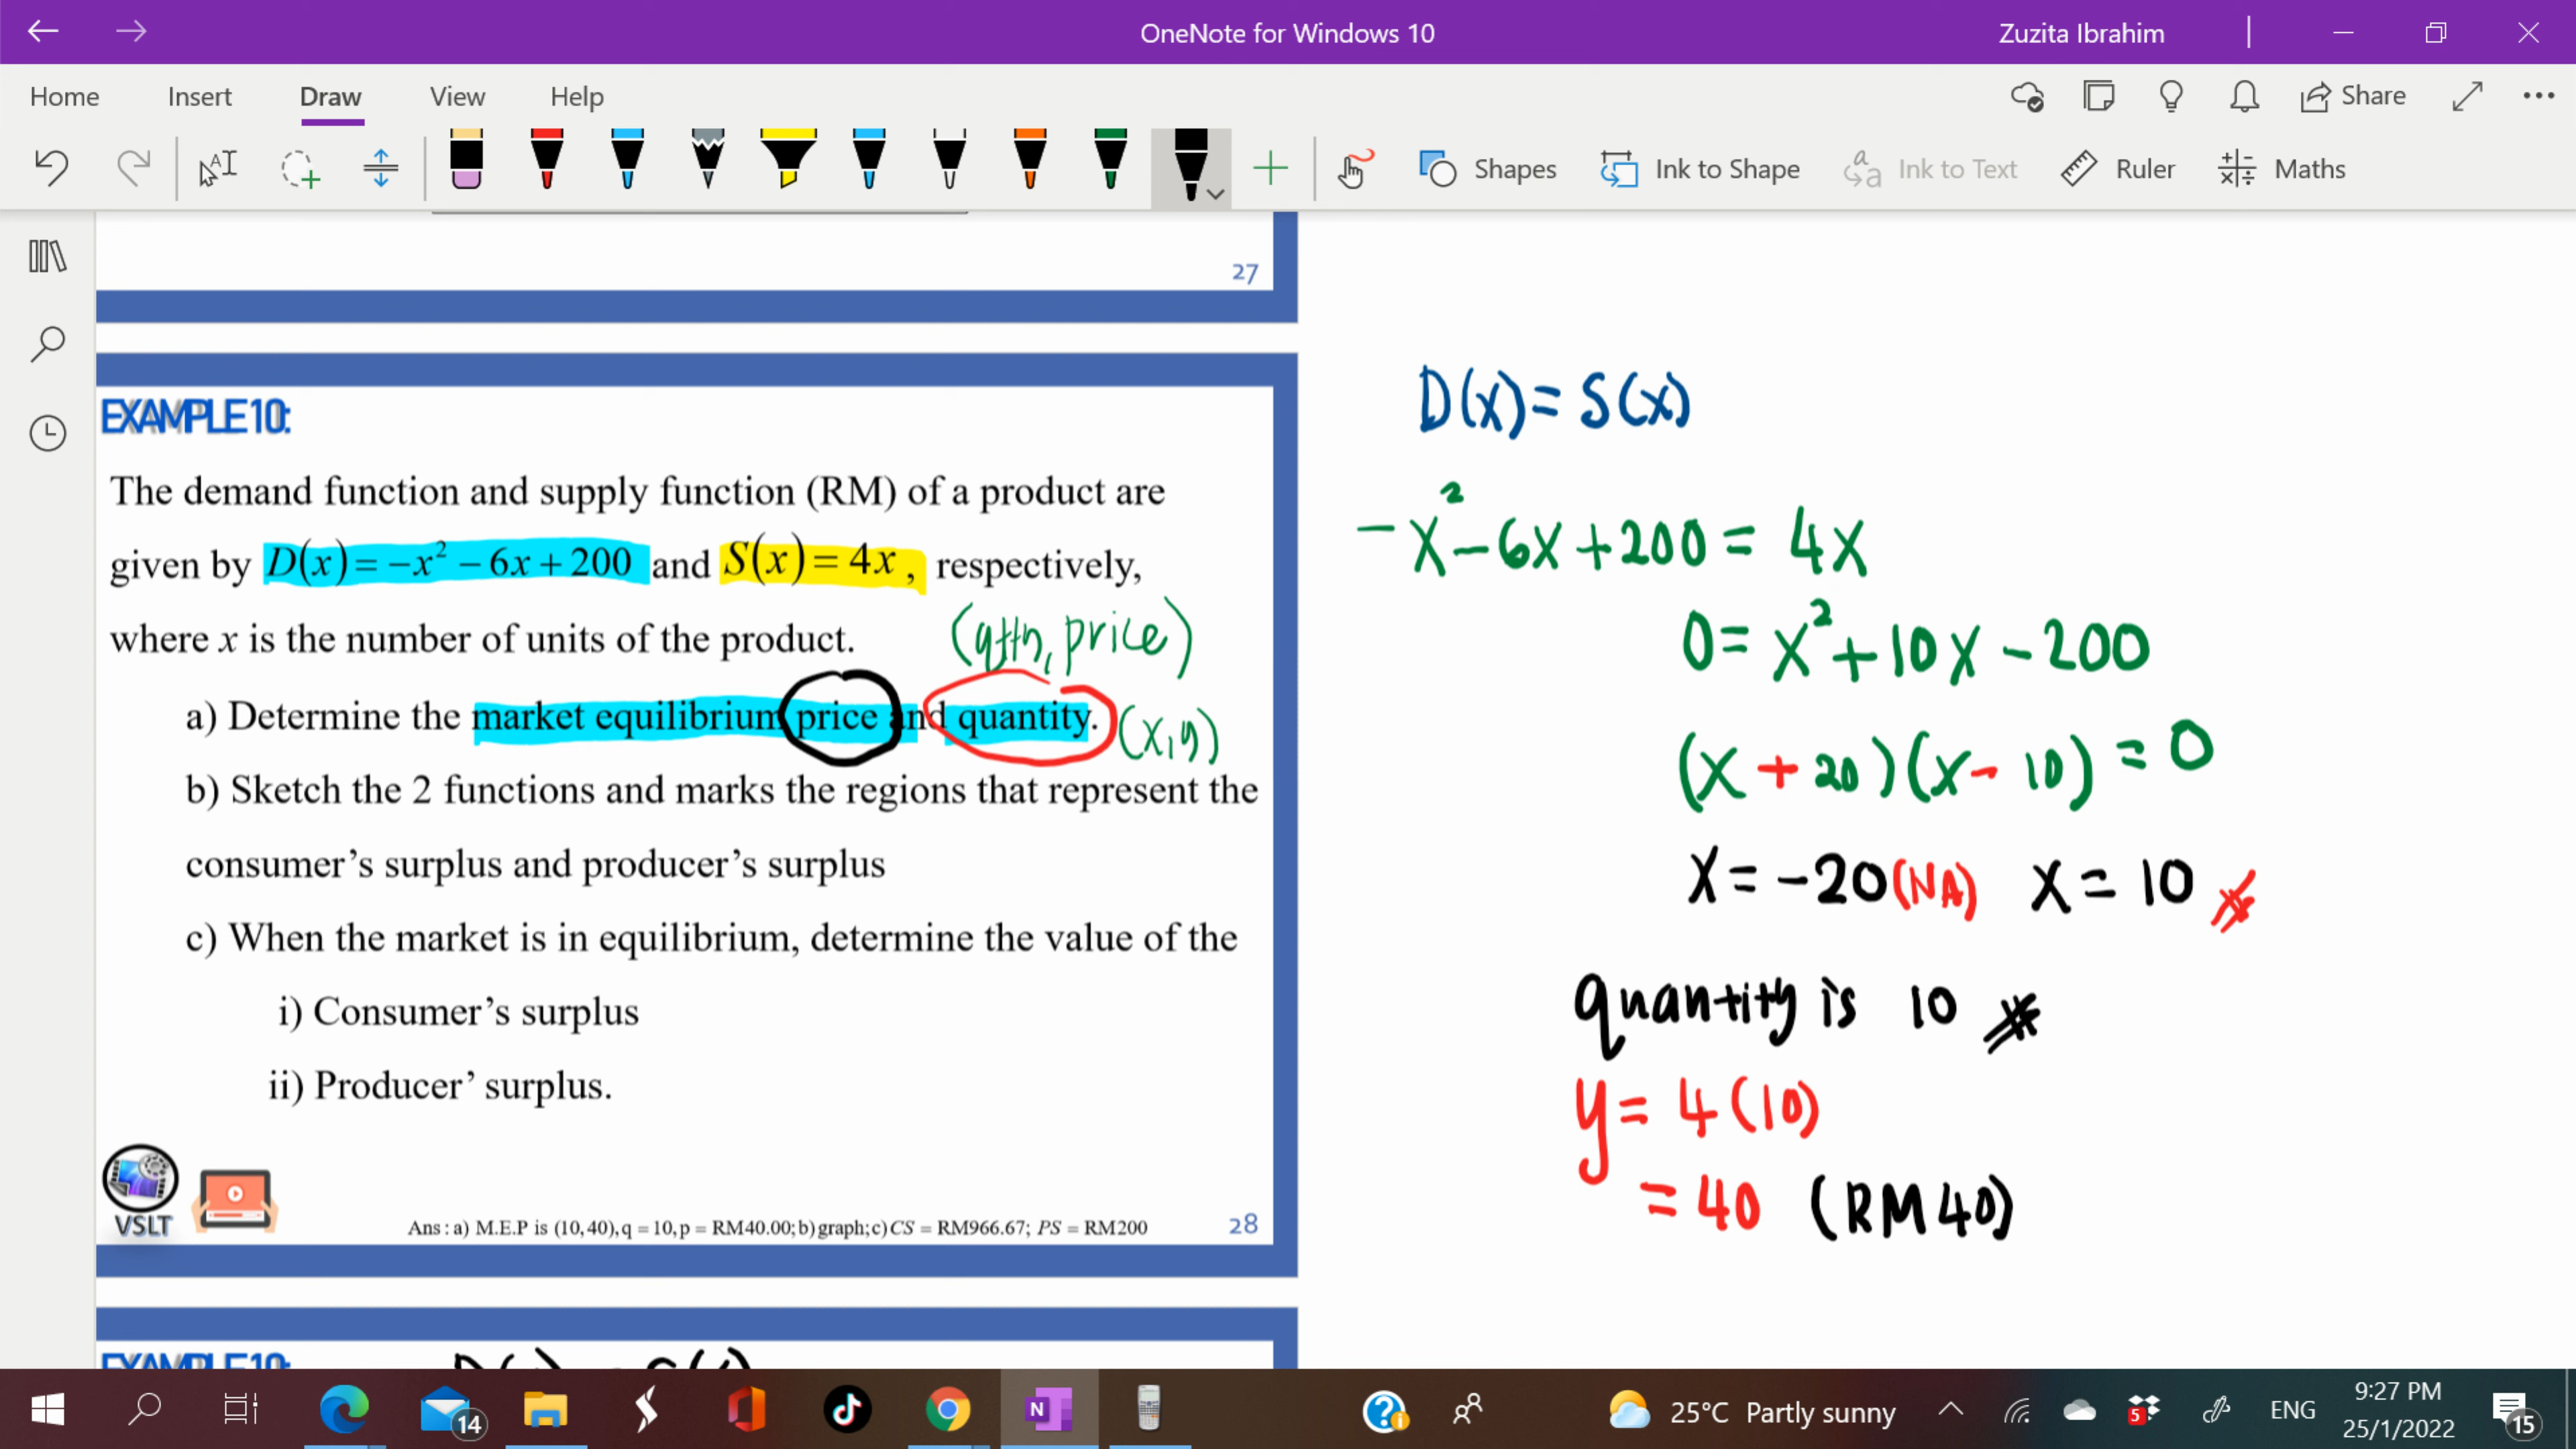 OneNote for Windows 10
Zuzita Ibrahim
Home Insert Draw View Help
Share
Shapes Ink to Shape Ink to Text Ruler Maths
27
EXAMPLE 10:
The demand function and supply function (RM) of a product are
given by D(x) = −x² − 6x + 200 and S(x) = 4x , respectively,
where x is the number of units of the product.
(qtty, price)
a) Determine the market equilibrium price and quantity.
(x,y)
b) Sketch the 2 functions and marks the regions that represent the
consumer’s surplus and producer’s surplus
c) When the market is in equilibrium, determine the value of the
i) Consumer’s surplus
ii) Producer’ surplus.
VSLT
Ans : a) M.E.P is (10, 40), q = 10, p = RM40.00; b) graph; c) CS = RM966.67; PS = RM200
28
D(x) = S(x)
-x² - 6x + 200 = 4x
0 = x² + 10x - 200
(x + 20)(x - 10) = 0
x = -20 (NA) x = 10
quantity is 10
y = 4(10)
= 40 (RM40)
EXAMPLE 10:
14
N
5
25°C Partly sunny
ENG
9:27 PM
25/1/2022
15